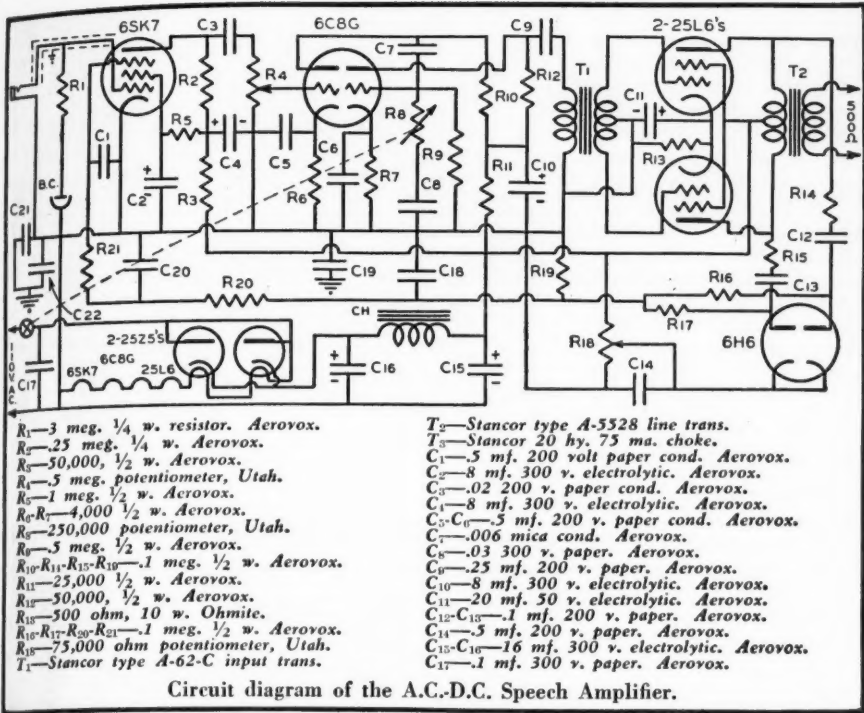 6SK7
C3
6C8G
C9
2-25L6'S
C7
R12
T1
T2
R1
R2
R4
C11
R8
R10
500Ω
C1
R5
R9
R13
C4
C5
C6
R11
C10
R14
B.C.
C2
R3
R6
R7
C8
C12
C21
R15
R21
C20
C19
C18
R19
R16
C13
C22
R20
R17
CH
6H6
2-25Z5'S
6C8G
R18
110V. A.C.
C17
6SK7
25L6
C16
C15
C14
R1—3 meg. ¼ w. resistor. Aerovox.
R2—.25 meg. ¼ w. Aerovox.
R3—50,000, ½ w. Aerovox.
R4—.5 meg. potentiometer, Utah.
R5—1 meg. ½ w. Aerovox.
R6-R7—4,000 ½ w. Aerovox.
R8—250,000 potentiometer, Utah.
R9—.5 meg. ½ w. Aerovox.
R10-R14-R15-R19—.1 meg. ½ w. Aerovox.
R11—25,000 ½ w. Aerovox.
R12—50,000, ½ w. Aerovox.
R13—500 ohm, 10 w. Ohmite.
R16-R17-R20-R21—.1 meg. ½ w. Aerovox.
R18—75,000 ohm potentiometer, Utah.
T1—Stancor type A-62-C input trans.
T2—Stancor type A-5528 line trans.
T3—Stancor 20 hy. 75 ma. choke.
C1—.5 mf. 200 volt paper cond. Aerovox.
C2—8 mf. 300 v. electrolytic. Aerovox.
C3—.02 200 v. paper cond. Aerovox.
C4—8 mf. 300 v. electrolytic. Aerovox.
C5-C6—.5 mf. 200 v. paper cond. Aerovox.
C7—.006 mica cond. Aerovox.
C8—.03 300 v. paper. Aerovox.
C9—.25 mf. 200 v. paper. Aerovox.
C10—8 mf. 300 v. electrolytic. Aerovox.
C11—20 mf. 50 v. electrolytic. Aerovox.
C12-C13—.1 mf. 200 v. paper. Aerovox.
C14—.5 mf. 200 v. paper. Aerovox.
C15-C16—16 mf. 300 v. electrolytic. Aerovox.
C17—.1 mf. 300 v. paper. Aerovox.
Circuit diagram of the A.C.-D.C. Speech Amplifier.